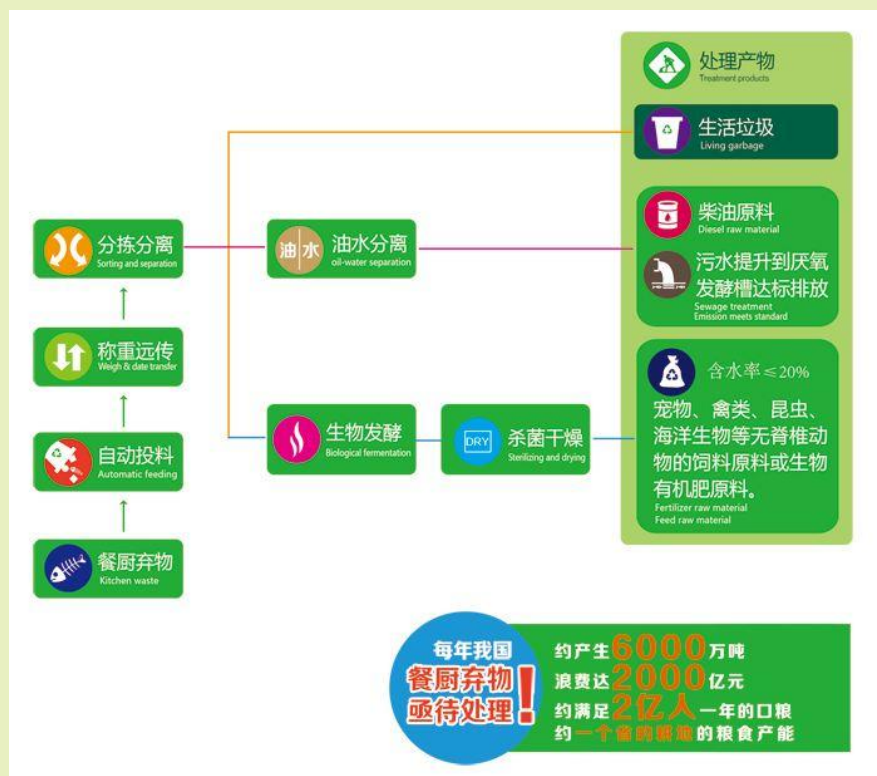 处理产物
Treatment products
生活垃圾
Living garbage
分拣分离
Sorting and separation
油 水
油水分离
oil-water separation
柴油原料
Diesel raw material
污水提升到厌氧
发酵槽达标排放
Sewage treatment
Emission meets standard
称重远传
Weigh & date transfer
自动投料
Automatic feeding
餐厨弃物
Kitchen waste
生物发酵
Biological fermentation
DRY
杀菌干燥
Sterilizing and drying
含水率≤20%
宠物、禽类、昆虫、
海洋生物等无脊椎动
物的饲料原料或生物
有机肥原料。
Fertilizer raw material
Feed raw material
每年我国
餐厨弃物
亟待处理!
约产生6000万吨
浪费达2000亿元
约满足2亿人一年的口粮
约一个省的耕地的粮食产能